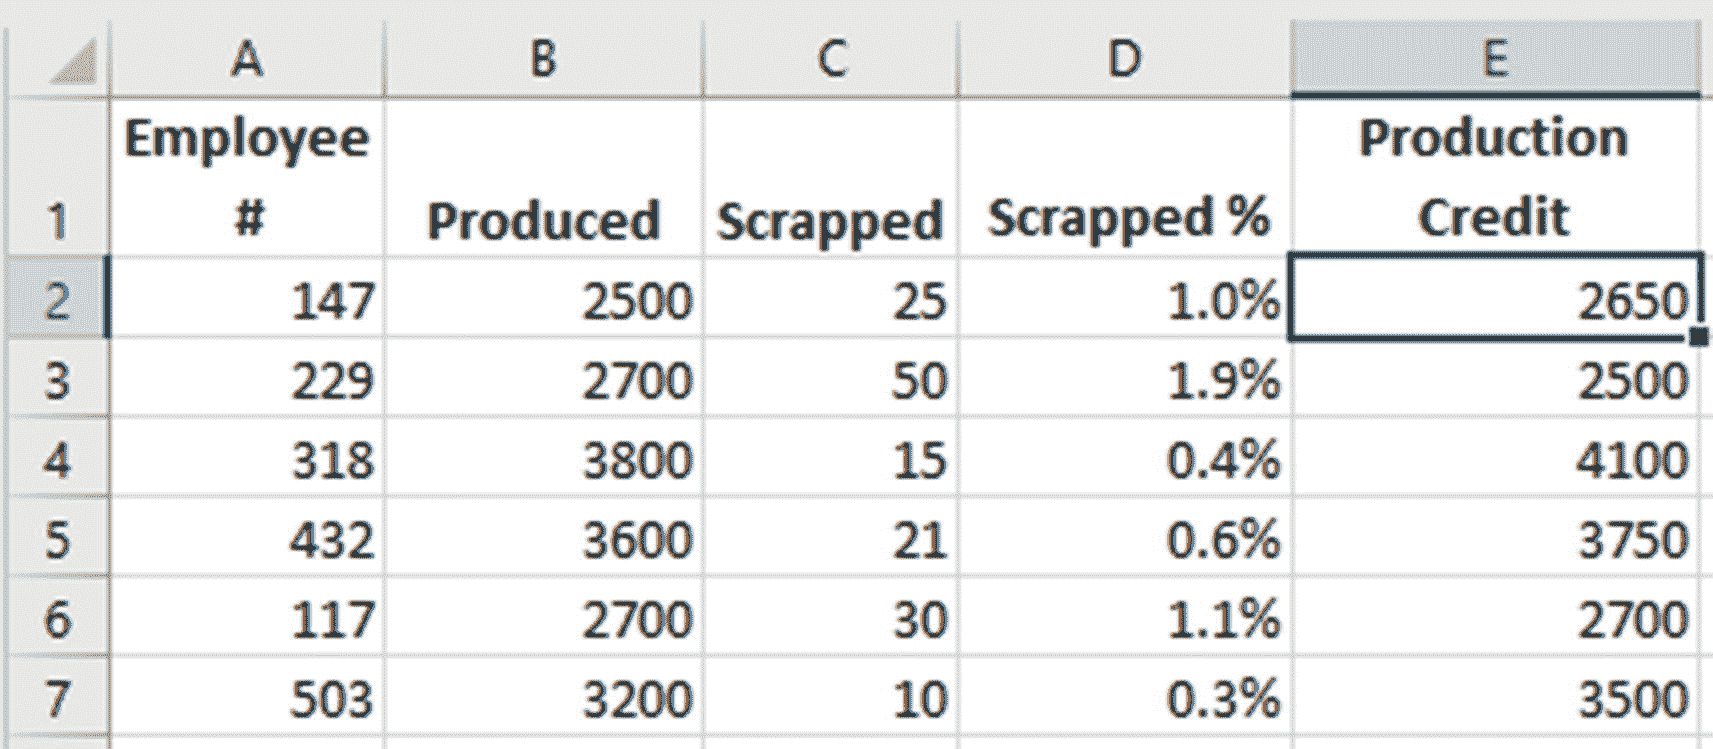 A B C D E
1 Employee # Produced Scrapped Scrapped % Production Credit
2 147 2500 25 1.0% 2650
3 229 2700 50 1.9% 2500
4 318 3800 15 0.4% 4100
5 432 3600 21 0.6% 3750
6 117 2700 30 1.1% 2700
7 503 3200 10 0.3% 3500